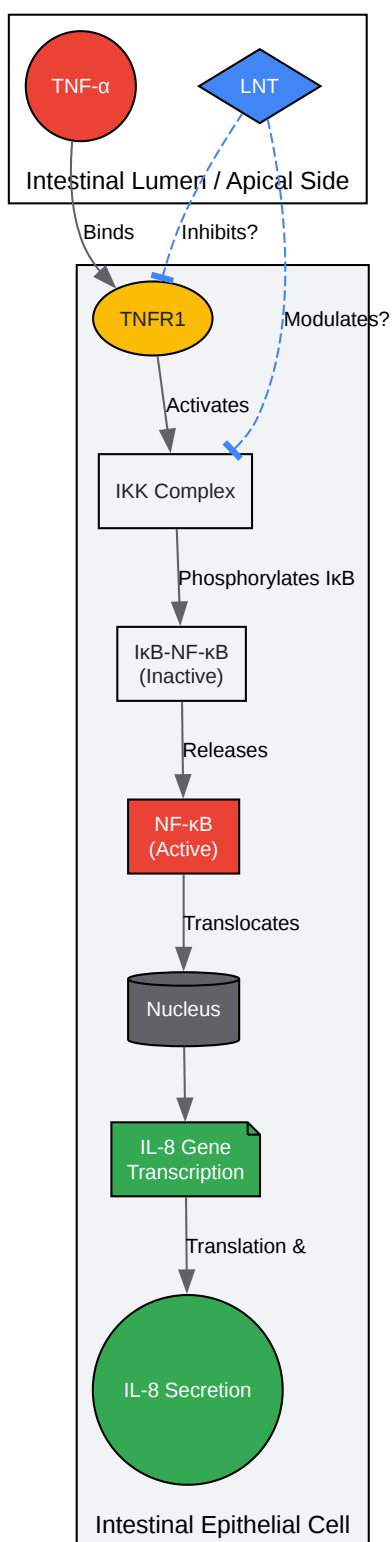 TNF-α
LNT
Intestinal Lumen / Apical Side
Binds
Inhibits?
TNFR1
Modulates?
Activates
IKK Complex
Phosphorylates IκB
IκB-NF-κB
(Inactive)
Releases
NF-κB
(Active)
Translocates
Nucleus
IL-8 Gene
Transcription
Translation &
IL-8 Secretion
Intestinal Epithelial Cell